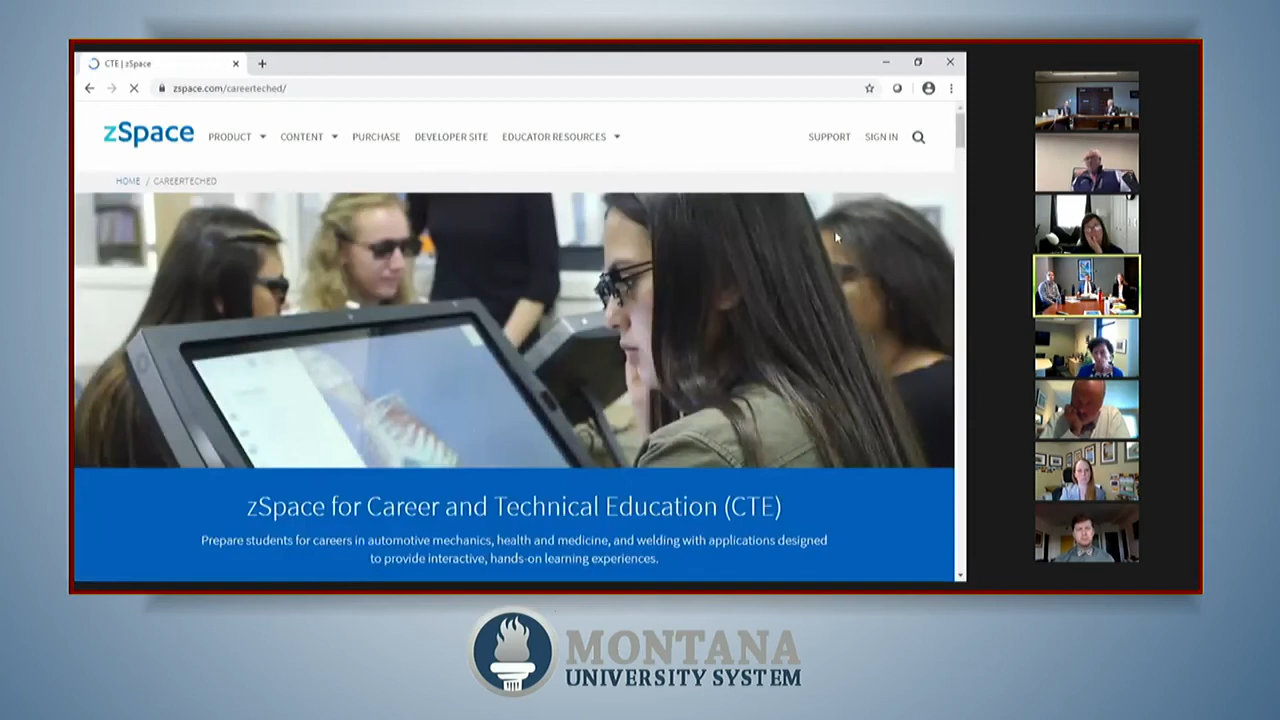 CTE | zSpace
zspace.com/careerteched/
zSpace PRODUCT CONTENT PURCHASE DEVELOPER SITE EDUCATOR RESOURCES SUPPORT SIGN IN
HOME / CAREERTECHED
zSpace for Career and Technical Education (CTE)
Prepare students for careers in automotive mechanics, health and medicine, and welding with applications designed
to provide interactive, hands-on learning experiences.
MONTANA
UNIVERSITY SYSTEM